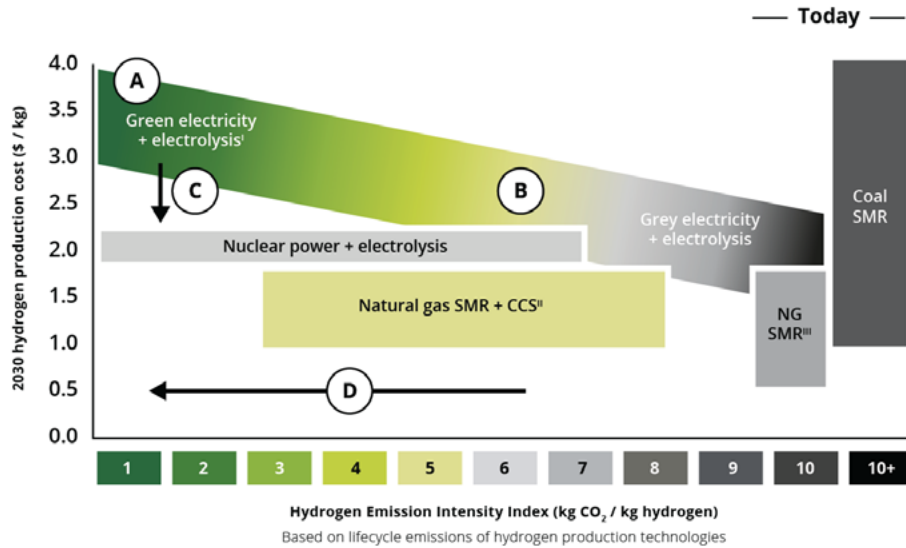 Today
4.0
3.5
3.0
2.5
2.0
1.5
1.0
0.5
0.0
2030 hydrogen production cost ($ / kg)
A
Green electricity
+ electrolysisᴵ
C
B
Nuclear power + electrolysis
Grey electricity
+ electrolysis
Coal
SMR
Natural gas SMR + CCSᴵᴵ
NG
SMRᴵᴵᴵ
D
1 2 3 4 5 6 7 8 9 10 10+
Hydrogen Emission Intensity Index (kg CO₂ / kg hydrogen)
Based on lifecycle emissions of hydrogen production technologies